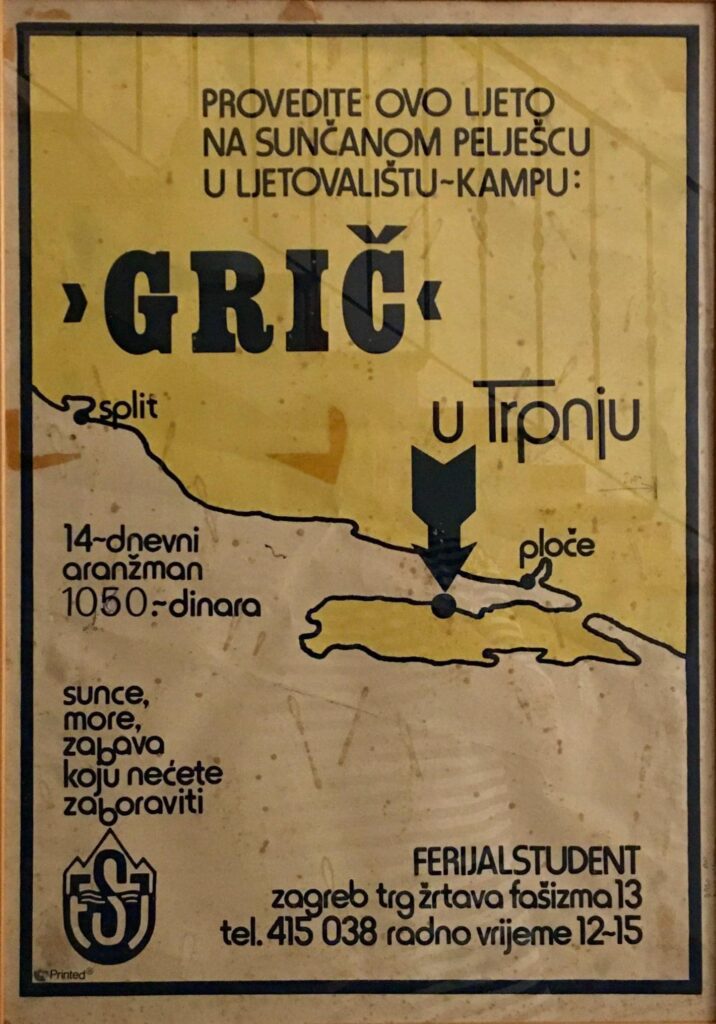 PROVEDITE OVO LJETO
NA SUNČANOM PELJEŠCU
U LJETOVALIŠTU~KAMPU:
›GRIČ‹
split
u Trpnju
14~dnevni
aranžman
1050.-dinara
ploče
sunce,
more,
zabava
koju nećete
zaboraviti
FSJ
FERIJALSTUDENT
zagreb trg žrtava fašizma 13
tel. 415 038 radno vrijeme 12~15
Printed®